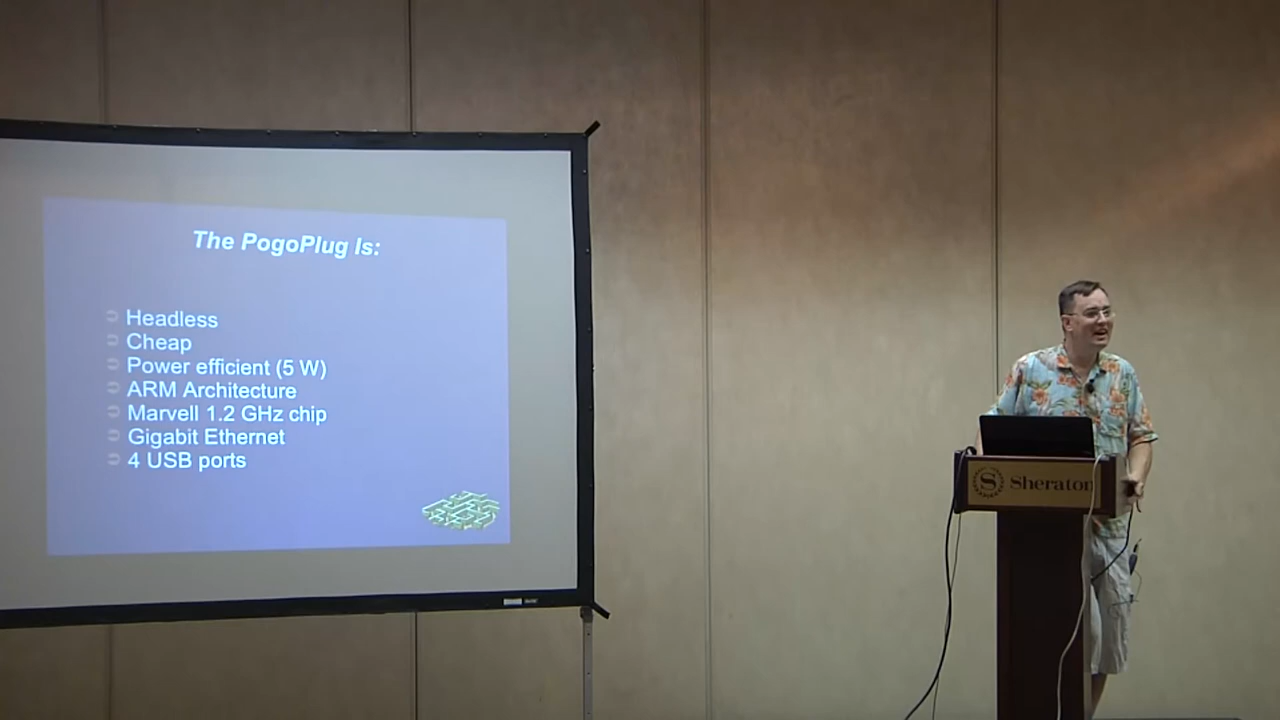 The PogoPlug Is:
Headless
Cheap
Power efficient (5 W)
ARM Architecture
Marvell 1.2 GHz chip
Gigabit Ethernet
4 USB ports
S Sheraton